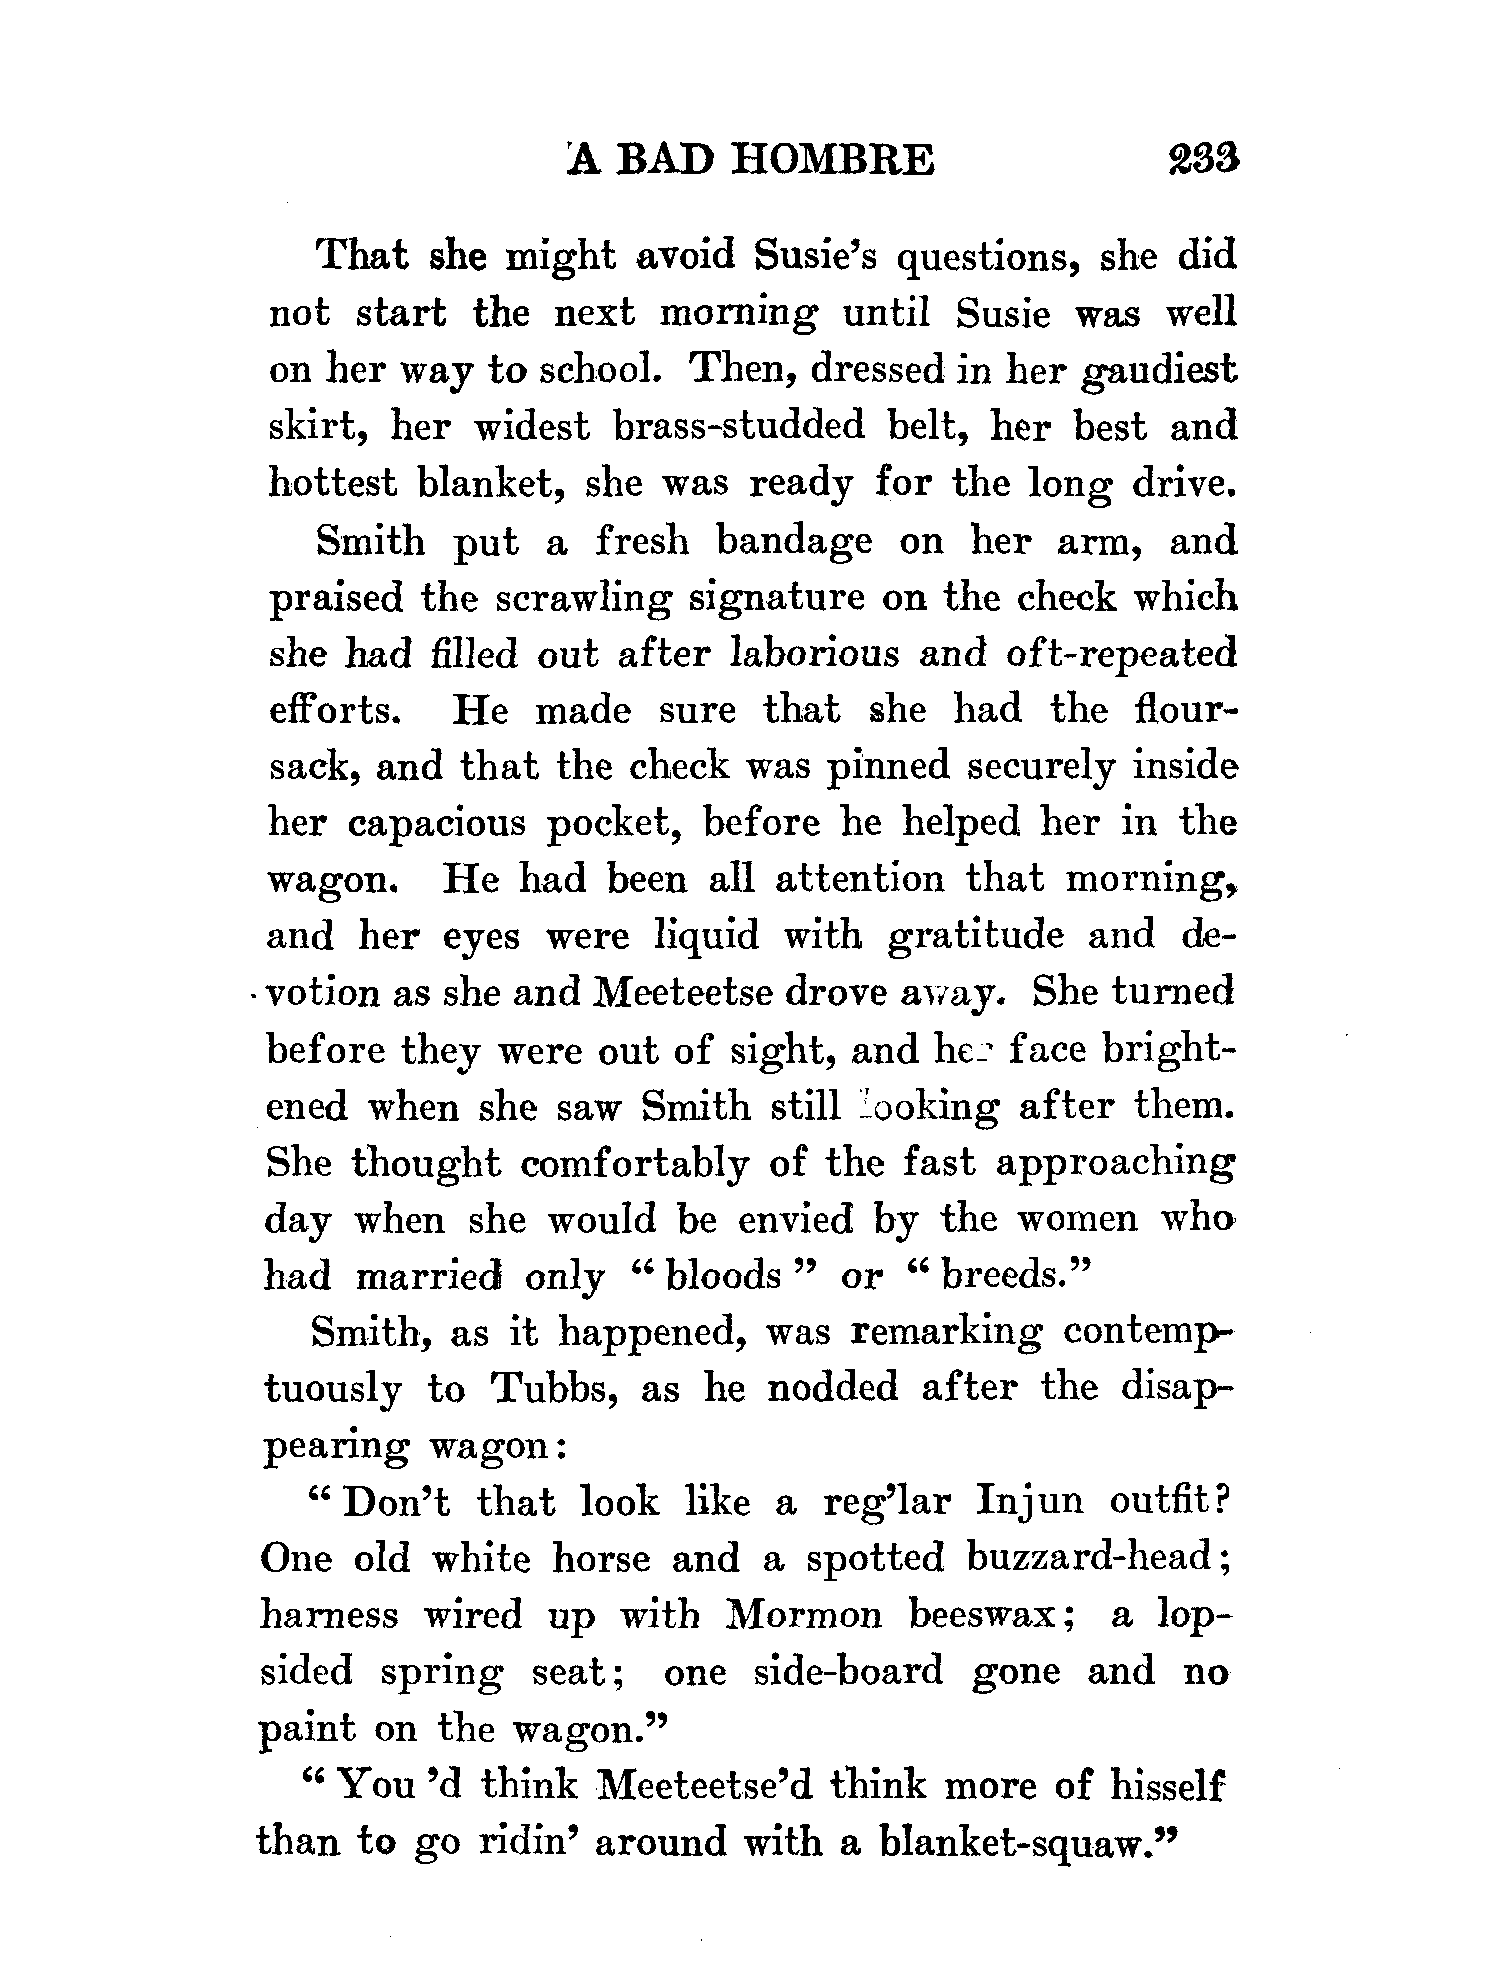 A BAD HOMBRE 233
That she might avoid Susie's questions, she did
not start the next morning until Susie was well
on her way to school. Then, dressed in her gaudiest
skirt, her widest brass-studded belt, her best and
hottest blanket, she was ready for the long drive.
Smith put a fresh bandage on her arm, and
praised the scrawling signature on the check which
she had filled out after laborious and oft-repeated
efforts. He made sure that she had the flour-
sack, and that the check was pinned securely inside
her capacious pocket, before he helped her in the
wagon. He had been all attention that morning,
and her eyes were liquid with gratitude and de-
votion as she and Meeteetse drove away. She turned
before they were out of sight, and her face bright-
ened when she saw Smith still looking after them.
She thought comfortably of the fast approaching
day when she would be envied by the women who
had married only " bloods " or " breeds."
Smith, as it happened, was remarking contemp-
tuously to Tubbs, as he nodded after the disap-
pearing wagon:
" Don't that look like a reg'lar Injun outfit?
One old white horse and a spotted buzzard-head;
harness wired up with Mormon beeswax; a lop-
sided spring seat; one side-board gone and no
paint on the wagon."
" You 'd think Meeteetse'd think more of hisself
than to go ridin' around with a blanket-squaw."